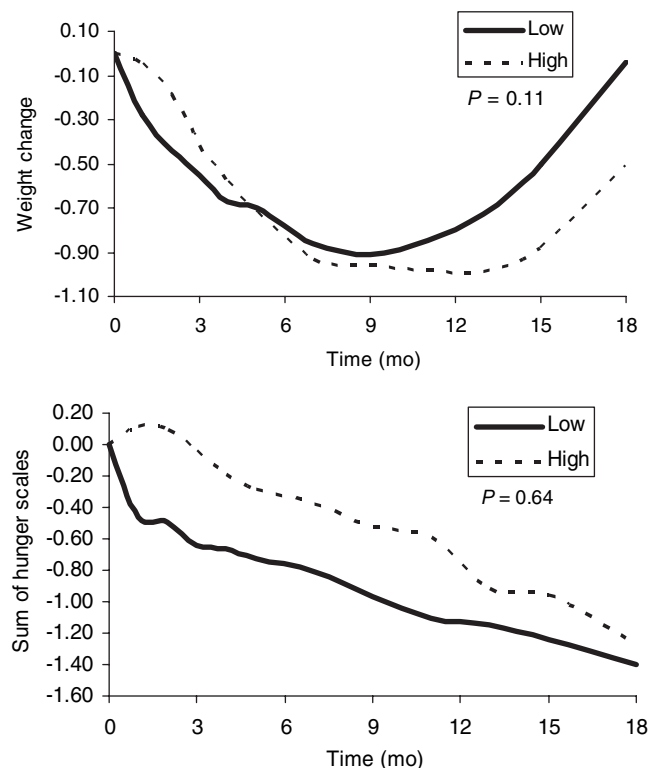 0.10
-0.10
-0.30
-0.50
-0.70
-0.90
-1.10
Weight change
Low
High
P = 0.11
0 3 6 9 12 15 18
Time (mo)
0.20
0.00
-0.20
-0.40
-0.60
-0.80
-1.00
-1.20
-1.40
-1.60
Sum of hunger scales
Low
High
P = 0.64
0 3 6 9 12 15 18
Time (mo)